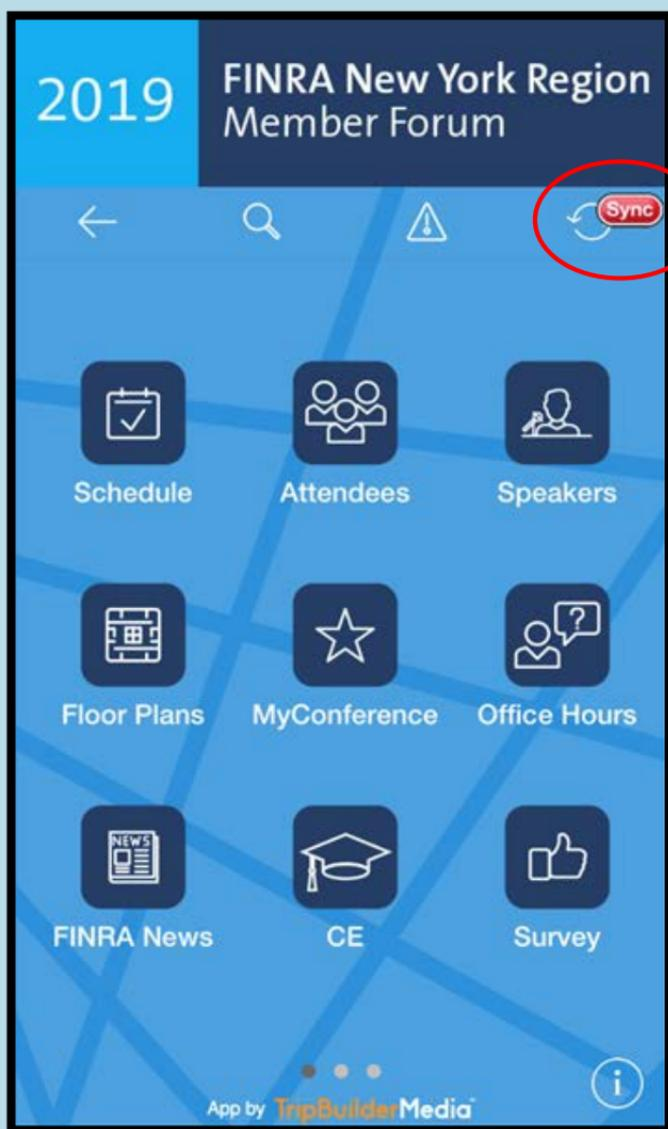 2019
FINRA New York Region
Member Forum
Sync
Schedule
Attendees
Speakers
Floor Plans
MyConference
Office Hours
?
NEWS
FINRA News
CE
Survey
i
App by TripBuilderMedia